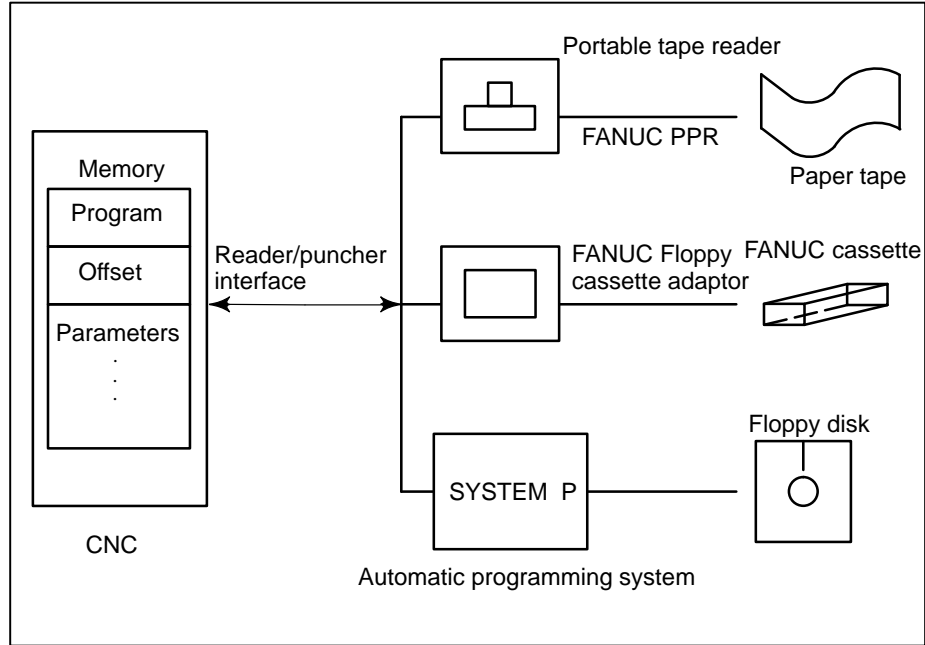 Portable tape reader
FANUC PPR
Paper tape
Memory
Program
Offset
Parameters
.
.
.
CNC
Reader/puncher
interface
FANUC Floppy
cassette adaptor
FANUC cassette
SYSTEM P
Automatic programming system
Floppy disk